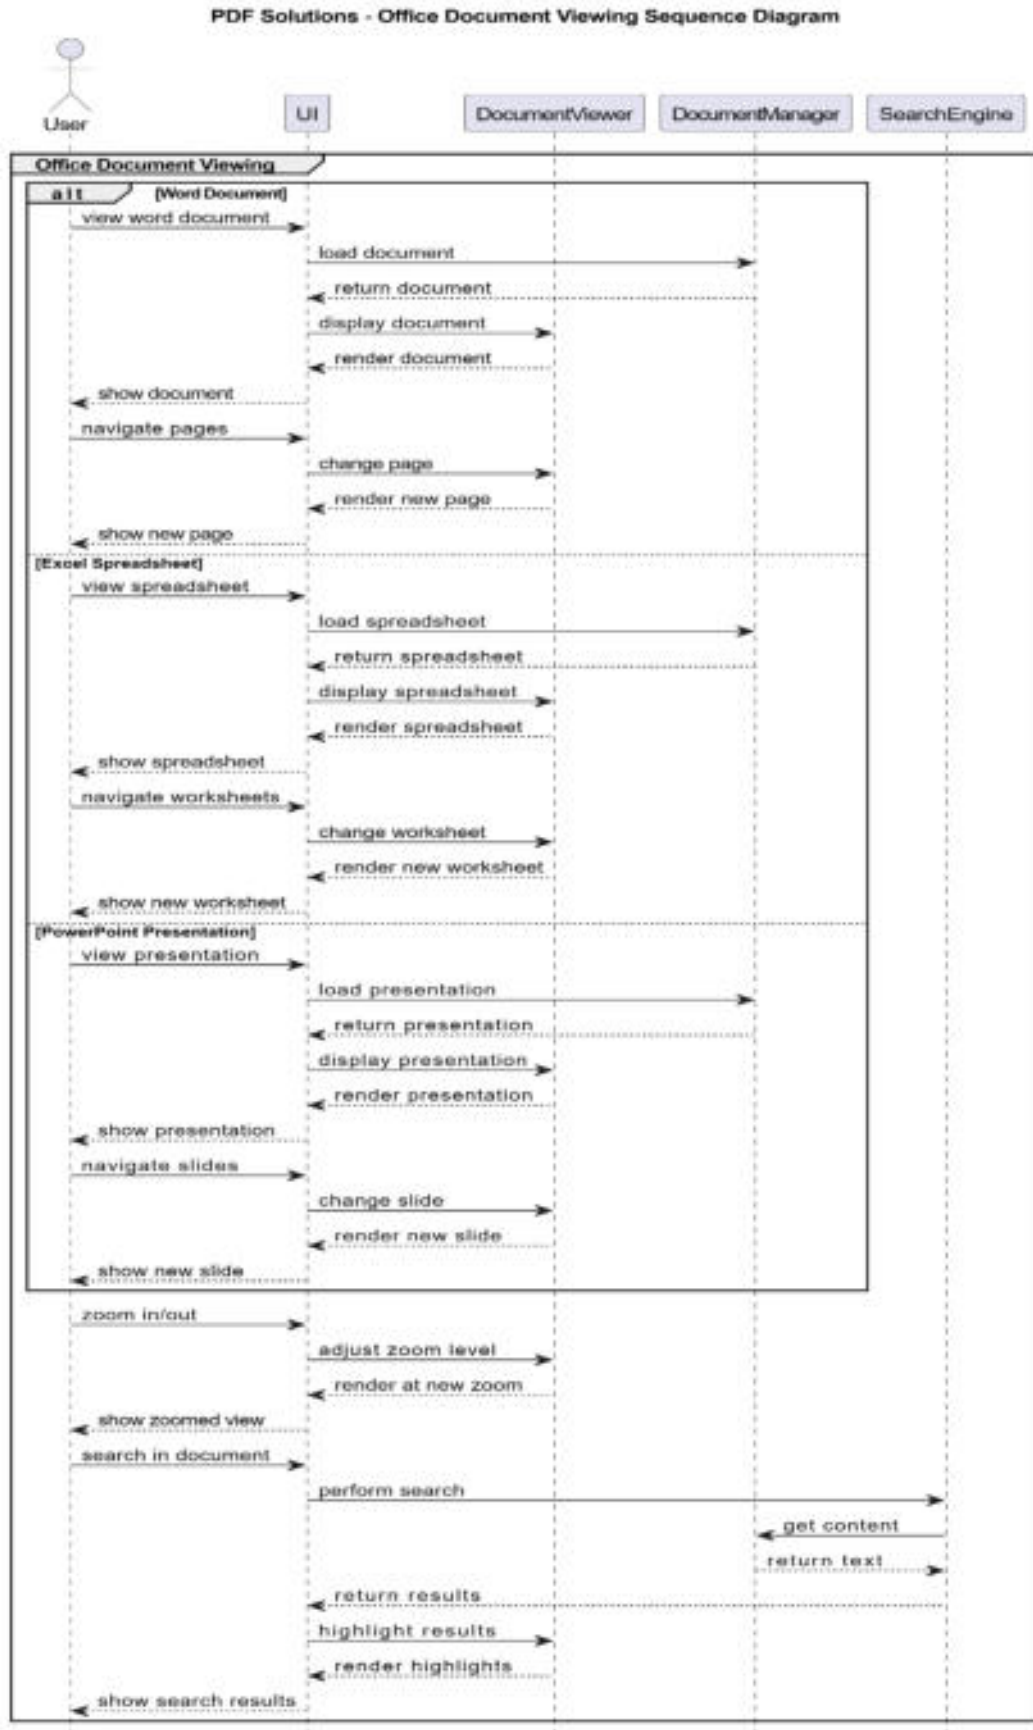 PDF Solutions - Office Document Viewing Sequence Diagram
User
UI
DocumentViewer
DocumentManager
SearchEngine
Office Document Viewing
alt
[Word Document]
view word document
load document
return document
display document
render document
show document
navigate pages
change page
render new page
show new page
[Excel Spreadsheet]
view spreadsheet
load spreadsheet
return spreadsheet
display spreadsheet
render spreadsheet
show spreadsheet
navigate worksheets
change worksheet
render new worksheet
show new worksheet
[PowerPoint Presentation]
view presentation
load presentation
return presentation
display presentation
render presentation
show presentation
navigate slides
change slide
render new slide
show new slide
zoom in/out
adjust zoom level
render at new zoom
show zoomed view
search in document
perform search
get content
return text
return results
highlight results
render highlights
show search results